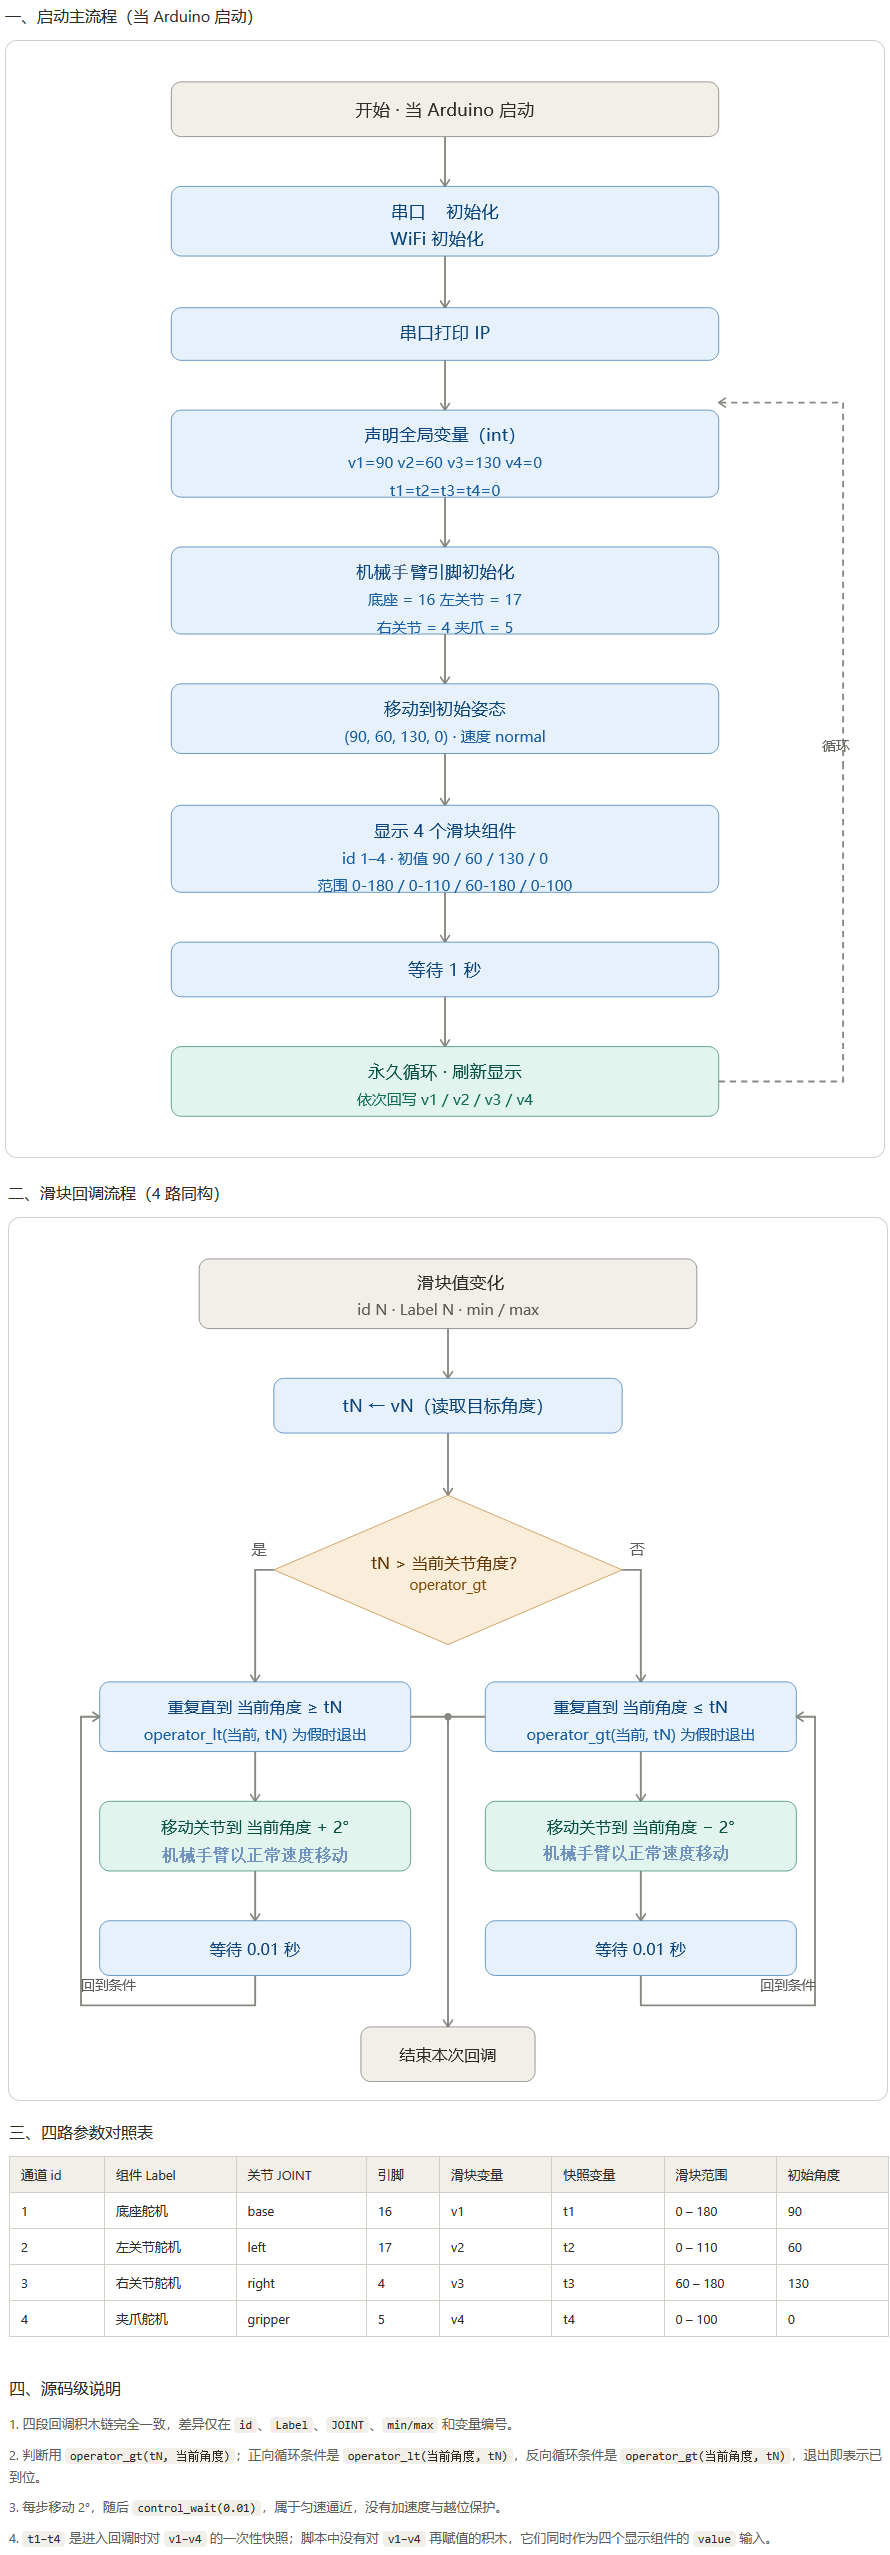 一、启动主流程（当 Arduino 启动）
开始 · 当 Arduino 启动
串口 初始化
WiFi 初始化
串口打印 IP
声明全局变量（int）
v1=90 v2=60 v3=130 v4=0
t1=t2=t3=t4=0
机械手臂引脚初始化
底座 = 16 左关节 = 17
右关节 = 4 夹爪 = 5
移动到初始姿态
(90, 60, 130, 0) · 速度 normal
循环
显示 4 个滑块组件
id 1–4 · 初值 90 / 60 / 130 / 0
范围 0-180 / 0-110 / 60-180 / 0-100
等待 1 秒
永久循环 · 刷新显示
依次回写 v1 / v2 / v3 / v4
二、滑块回调流程（4 路同构）
滑块值变化
id N · Label N · min / max
tN ← vN（读取目标角度）
是
否
tN > 当前关节角度?
operator_gt
重复直到 当前角度 ≥ tN
operator_lt(当前, tN) 为假时退出
重复直到 当前角度 ≤ tN
operator_gt(当前, tN) 为假时退出
移动关节到 当前角度 + 2°
机械手臂以正常速度移动
移动关节到 当前角度 − 2°
机械手臂以正常速度移动
等待 0.01 秒
等待 0.01 秒
回到条件
回到条件
结束本次回调
三、四路参数对照表
通道 id 组件 Label 关节 JOINT 引脚 滑块变量 快照变量 滑块范围 初始角度
1 底座舵机 base 16 v1 t1 0 – 180 90
2 左关节舵机 left 17 v2 t2 0 – 110 60
3 右关节舵机 right 4 v3 t3 60 – 180 130
4 夹爪舵机 gripper 5 v4 t4 0 – 100 0
四、源码级说明
1. 四段回调积木链完全一致，差异仅在 id、Label、JOINT、min/max 和变量编号。
2. 判断用 operator_gt(tN, 当前角度)；正向循环条件是 operator_lt(当前角度, tN)，反向循环条件是 operator_gt(当前角度, tN)，退出即表示已
到位。
3. 每步移动 2°，随后 control_wait(0.01)，属于匀速逼近，没有加速度与越位保护。
4. t1–t4 是进入回调时对 v1–v4 的一次性快照；脚本中没有对 v1–v4 再赋值的积木，它们同时作为四个显示组件的 value 输入。